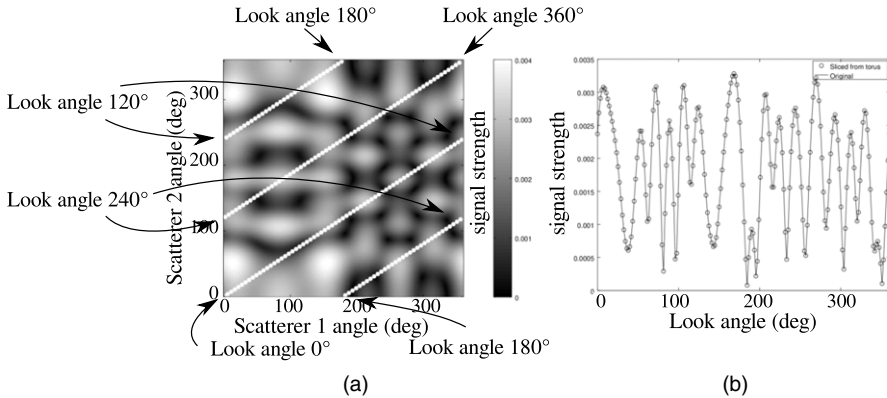 Look angle 180°
Look angle 360°
Look angle 120°
Look angle 240°
Look angle 0°
Look angle 180°
Scatterer 2 angle (deg)
300
200
100
0
0
100
200
300
Scatterer 1 angle (deg)
signal strength
0.004
0.003
0.002
0.001
0
(a)
signal strength
0.0035
0.003
0.0025
0.002
0.0015
0.001
0.0005
0
0
100
200
300
Look angle (deg)
Sliced from torus
Original
(b)